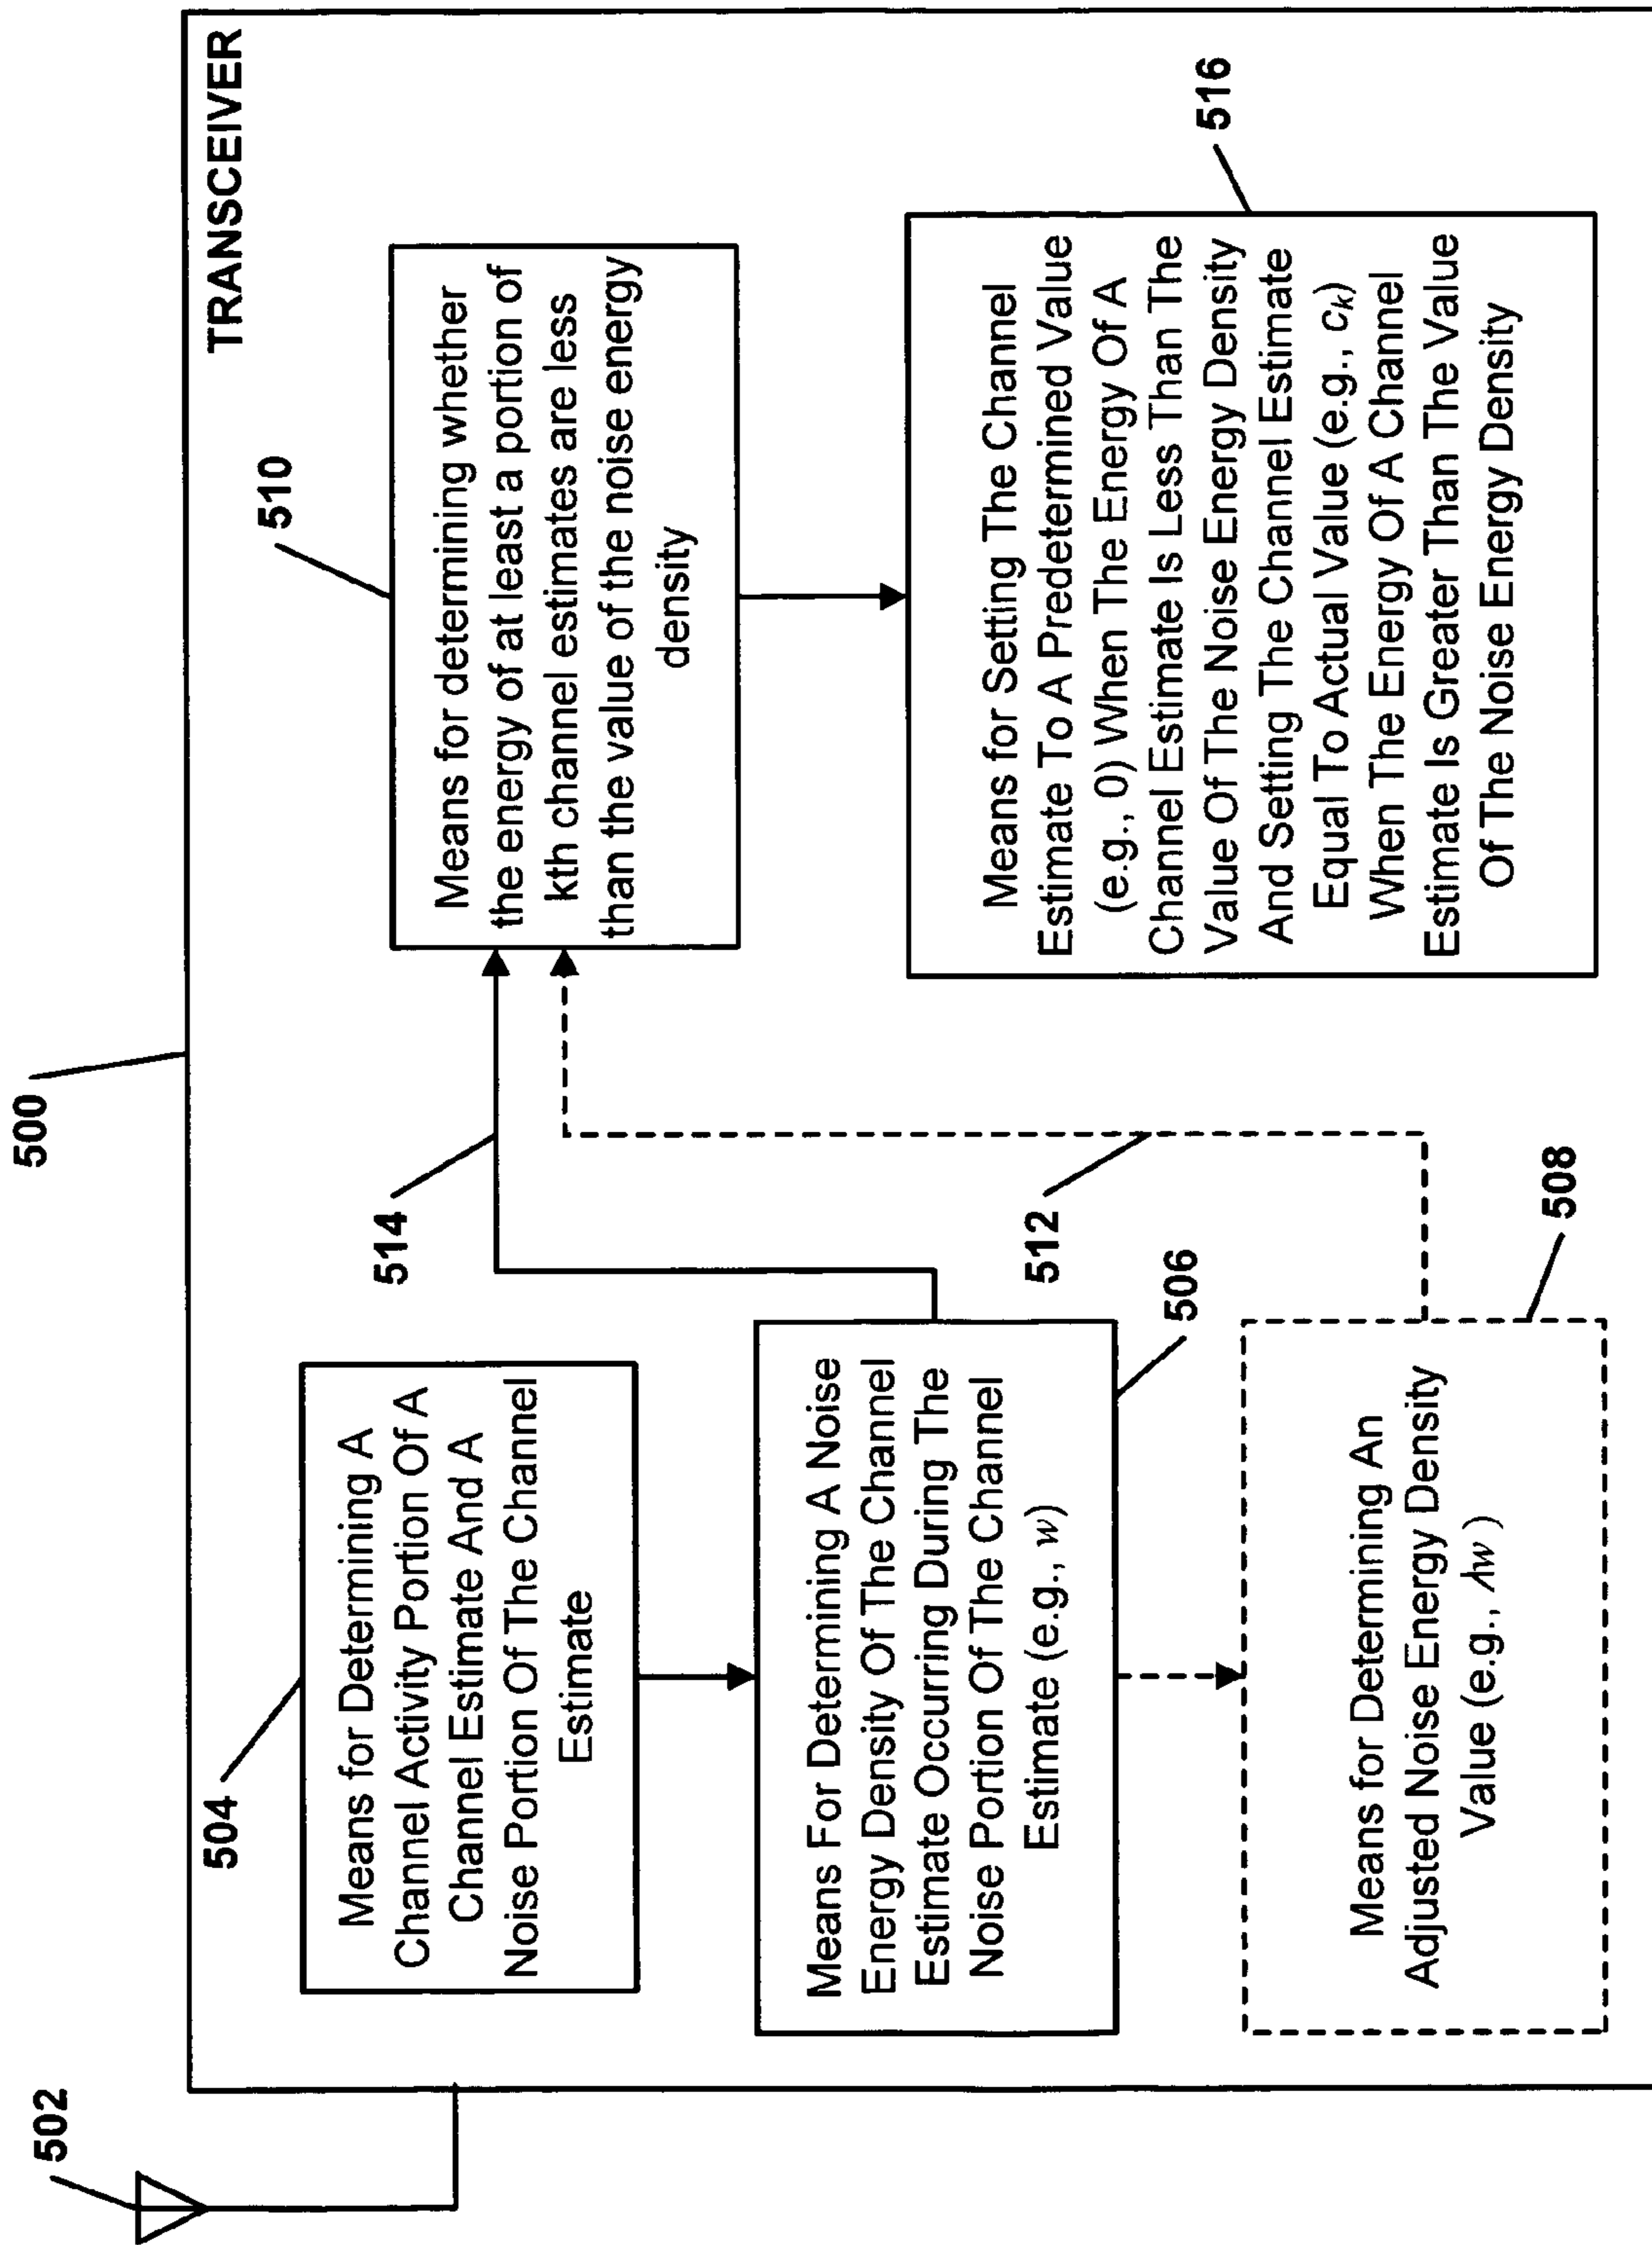 500
502
TRANSCEIVER
504
Means for Determining A
Channel Activity Portion Of A
Channel Estimate And A
Noise Portion Of The Channel
Estimate
506
Means For Determining A Noise
Energy Density Of The Channel
Estimate Occurring During The
Noise Portion Of The Channel
Estimate (e.g., w)
508
Means for Determining An
Adjusted Noise Energy Density
Value (e.g., λw )
514
512
510
Means for determining whether
the energy of at least a portion of
kth channel estimates are less
than the value of the noise energy
density
516
Means for Setting The Channel
Estimate To A Predetermined Value
(e.g., 0) When The Energy Of A
Channel Estimate Is Less Than The
Value Of The Noise Energy Density
And Setting The Channel Estimate
Equal To Actual Value (e.g., ck)
When The Energy Of A Channel
Estimate Is Greater Than The Value
Of The Noise Energy Density